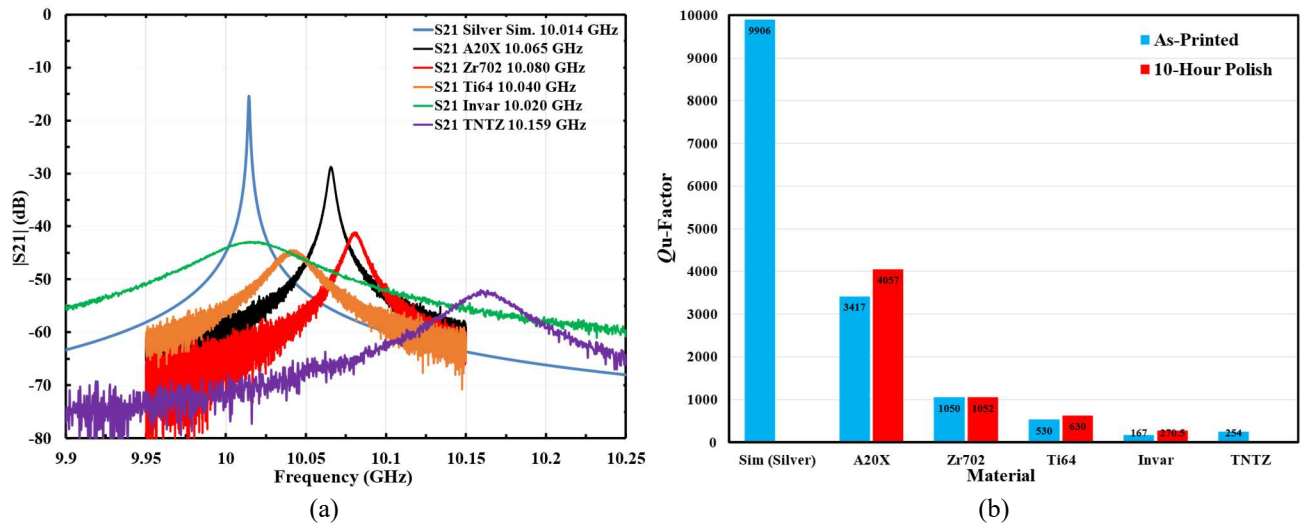 0
-10
-20
-30
-40
-50
-60
-70
-80
|S21| (dB)
S21 Silver Sim. 10.014 GHz
S21 A20X 10.065 GHz
S21 Zr702 10.080 GHz
S21 Ti64 10.040 GHz
S21 Invar 10.020 GHz
S21 TNTZ 10.159 GHz
9.9 9.95 10 10.05 10.1 10.15 10.2 10.25
Frequency (GHz)
(a)
10000
9000
8000
7000
6000
5000
4000
3000
2000
1000
0
Qu-Factor
As-Printed
10-Hour Polish
9906
3417
4057
1050
1052
530
630
167
270.5
254
Sim (Silver) A20X Zr702 Ti64 Invar TNTZ
Material
(b)